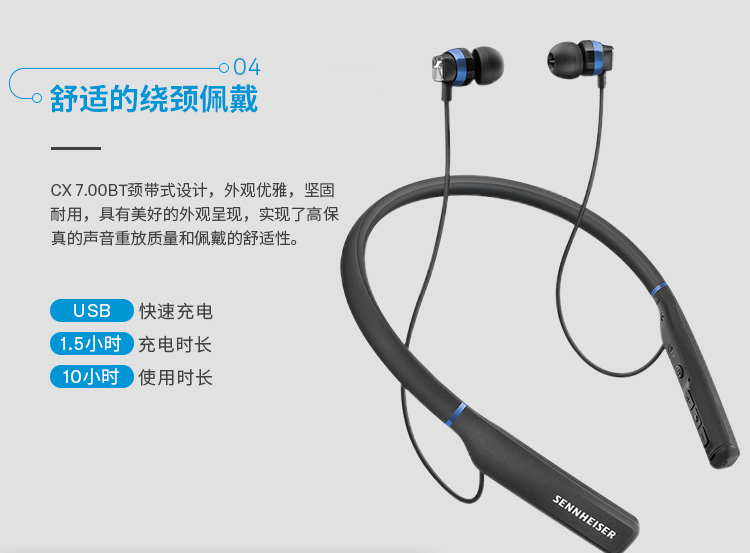 04
舒适的绕颈佩戴
CX 7.00BT颈带式设计，外观优雅，坚固
耐用，具有美好的外观呈现，实现了高保
真的声音重放质量和佩戴的舒适性。
USB 快速充电
1.5小时 充电时长
10小时 使用时长
SENNHEISER